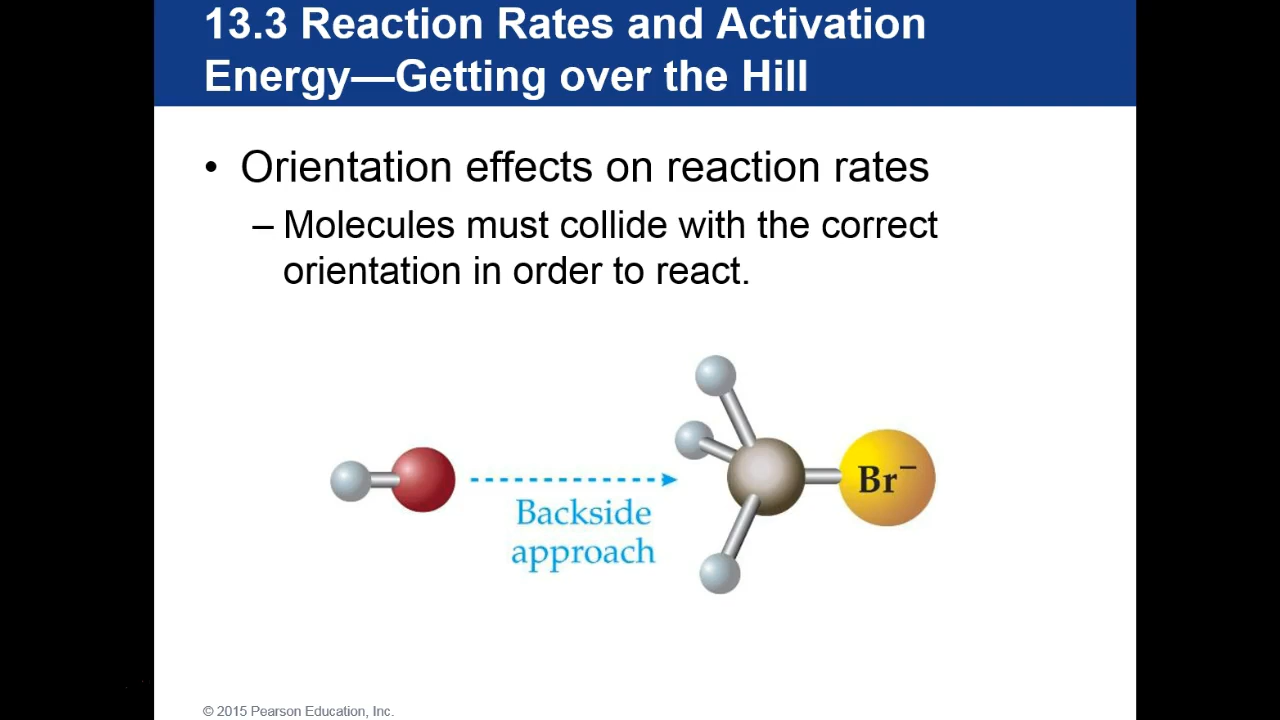 13.3 Reaction Rates and Activation
Energy—Getting over the Hill
• Orientation effects on reaction rates
– Molecules must collide with the correct
orientation in order to react.
Br⁻
Backside
approach
© 2015 Pearson Education, Inc.